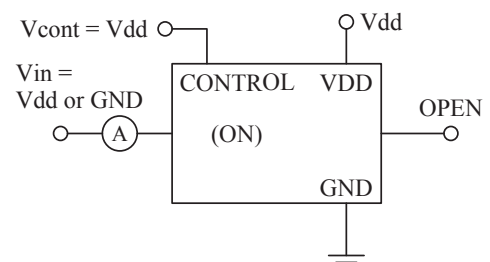 Vcont = Vdd
Vdd
Vin =
Vdd or GND
CONTROL
VDD
OPEN
A
(ON)
GND